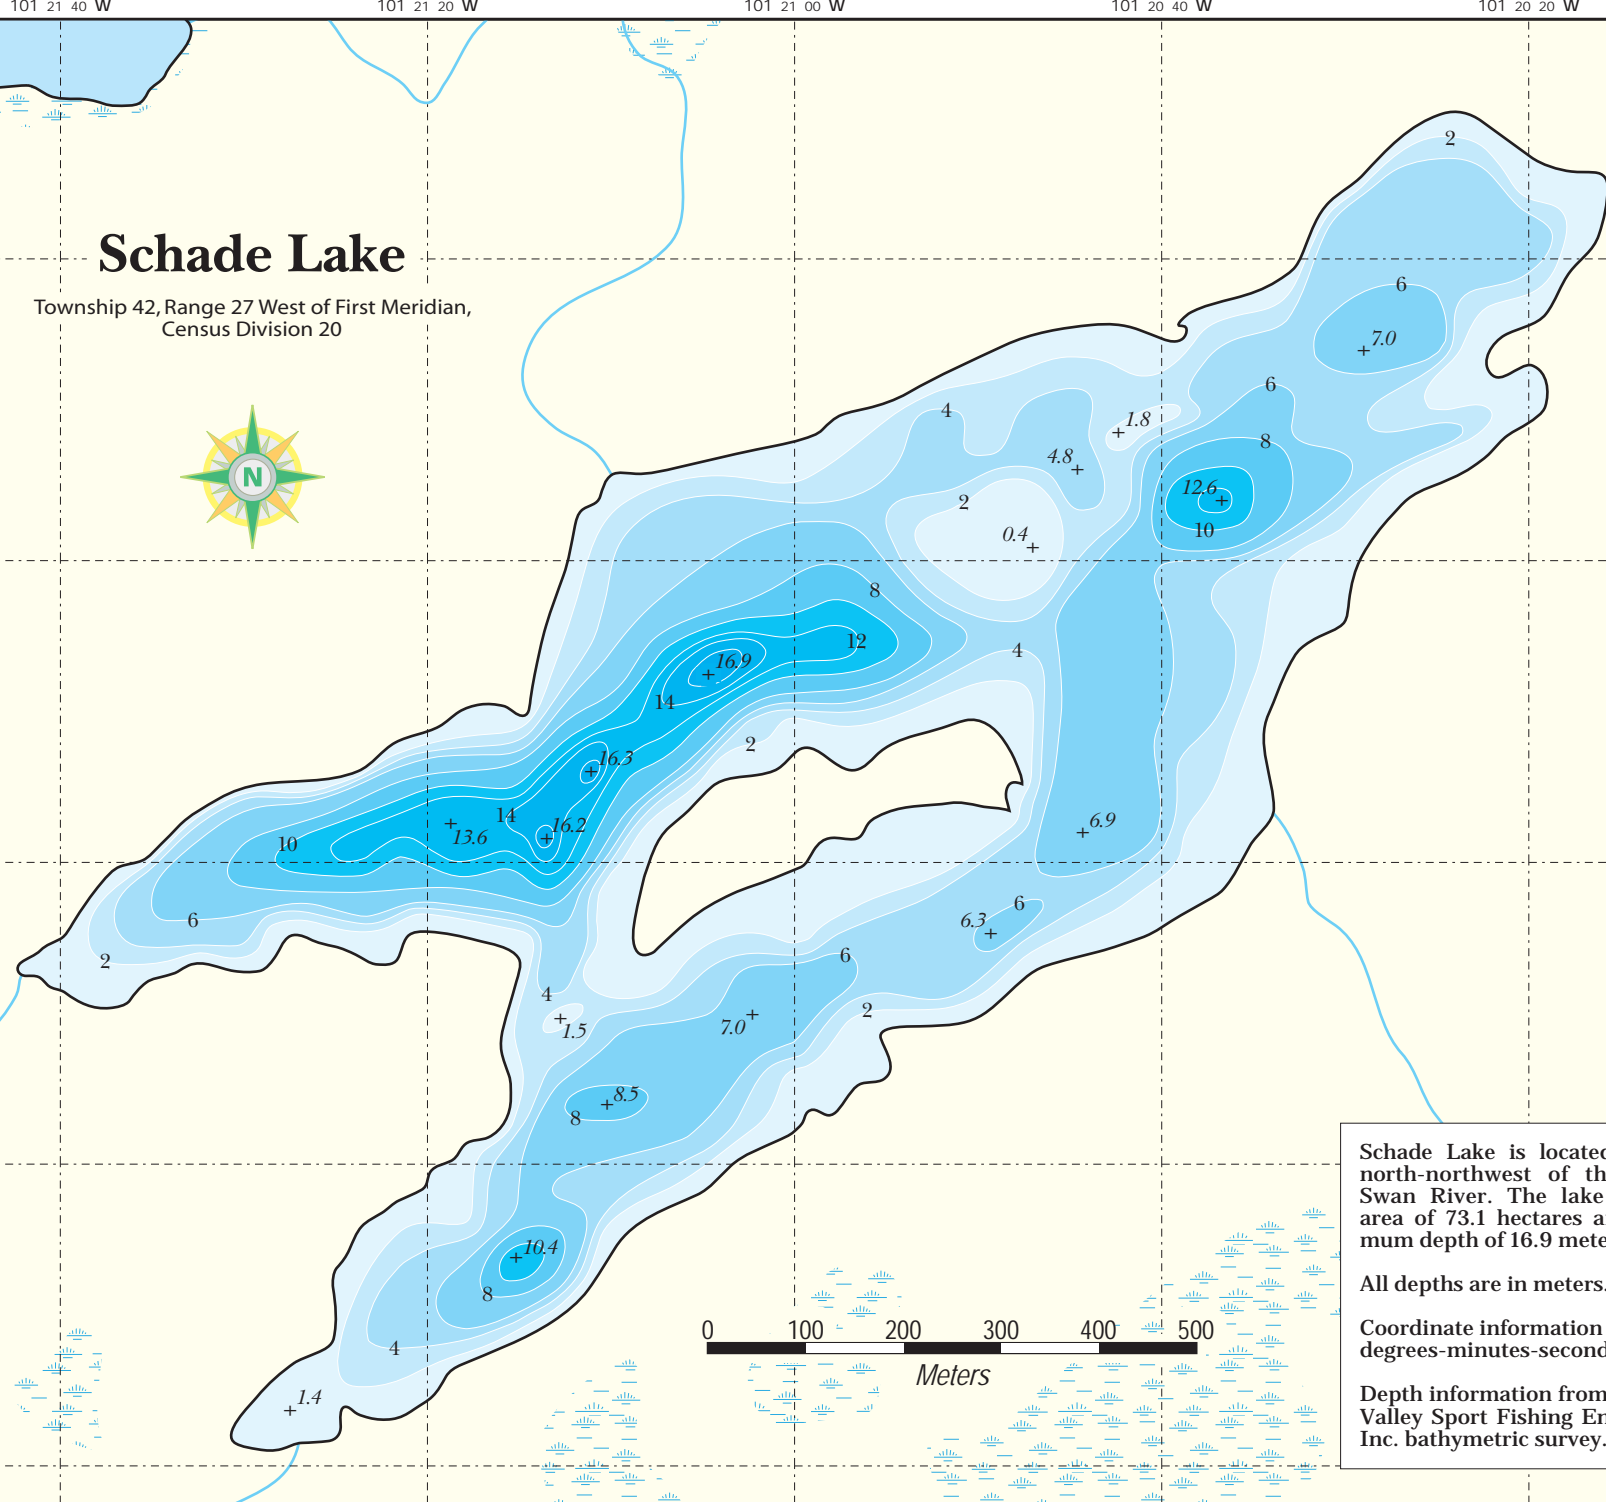 101 21 40 W
101 21 20 W
101 21 00 W
101 20 40 W
101 20 20 W
2
Schade Lake
Township 42, Range 27 West of First Meridian,
Census Division 20
6
7.0
6
4
1.8
8
4.8
N
12.6
2
10
0.4
8
12
4
16.9
14
2
16.3
14
16.2
6.9
13.6
10
6
6
6.3
2
6
4
2
7.0
1.5
8.5
8
10.4
8
4
1.4
0 100 200 300 400 500
Meters
Schade Lake is located
north-northwest of th
Swan River. The lake
area of 73.1 hectares a
mum depth of 16.9 mete
All depths are in meters.
Coordinate information
degrees-minutes-second
Depth information from
Valley Sport Fishing En
Inc. bathymetric survey.